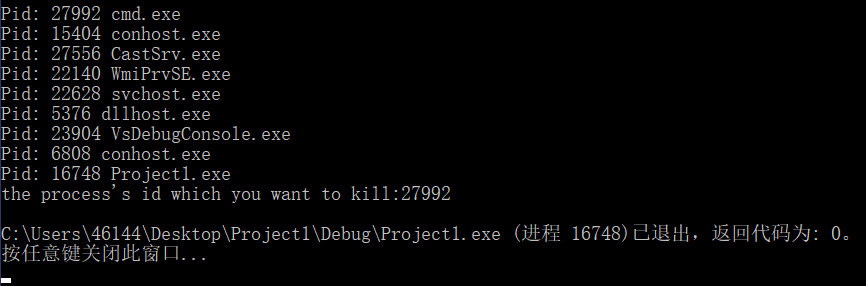 Pid: 27992 cmd.exe
Pid: 15404 conhost.exe
Pid: 27556 CastSrv.exe
Pid: 22140 WmiPrvSE.exe
Pid: 22628 svchost.exe
Pid: 5376 dllhost.exe
Pid: 23904 VsDebugConsole.exe
Pid: 6808 conhost.exe
Pid: 16748 Project1.exe
the process's id which you want to kill:27992
C:\Users\46144\Desktop\Project1\Debug\Project1.exe (进程 16748)已退出，返回代码为: 0。
按任意键关闭此窗口...